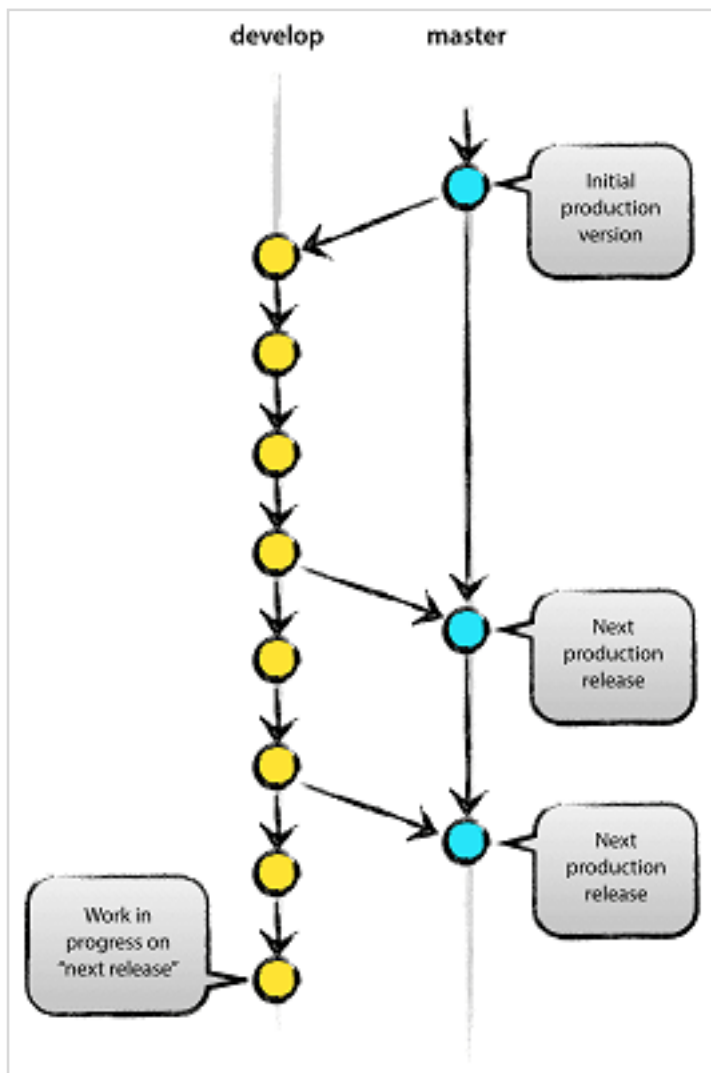 develop
master
Initial
production
version
Next
production
release
Next
production
release
Work in
progress on
“next release”